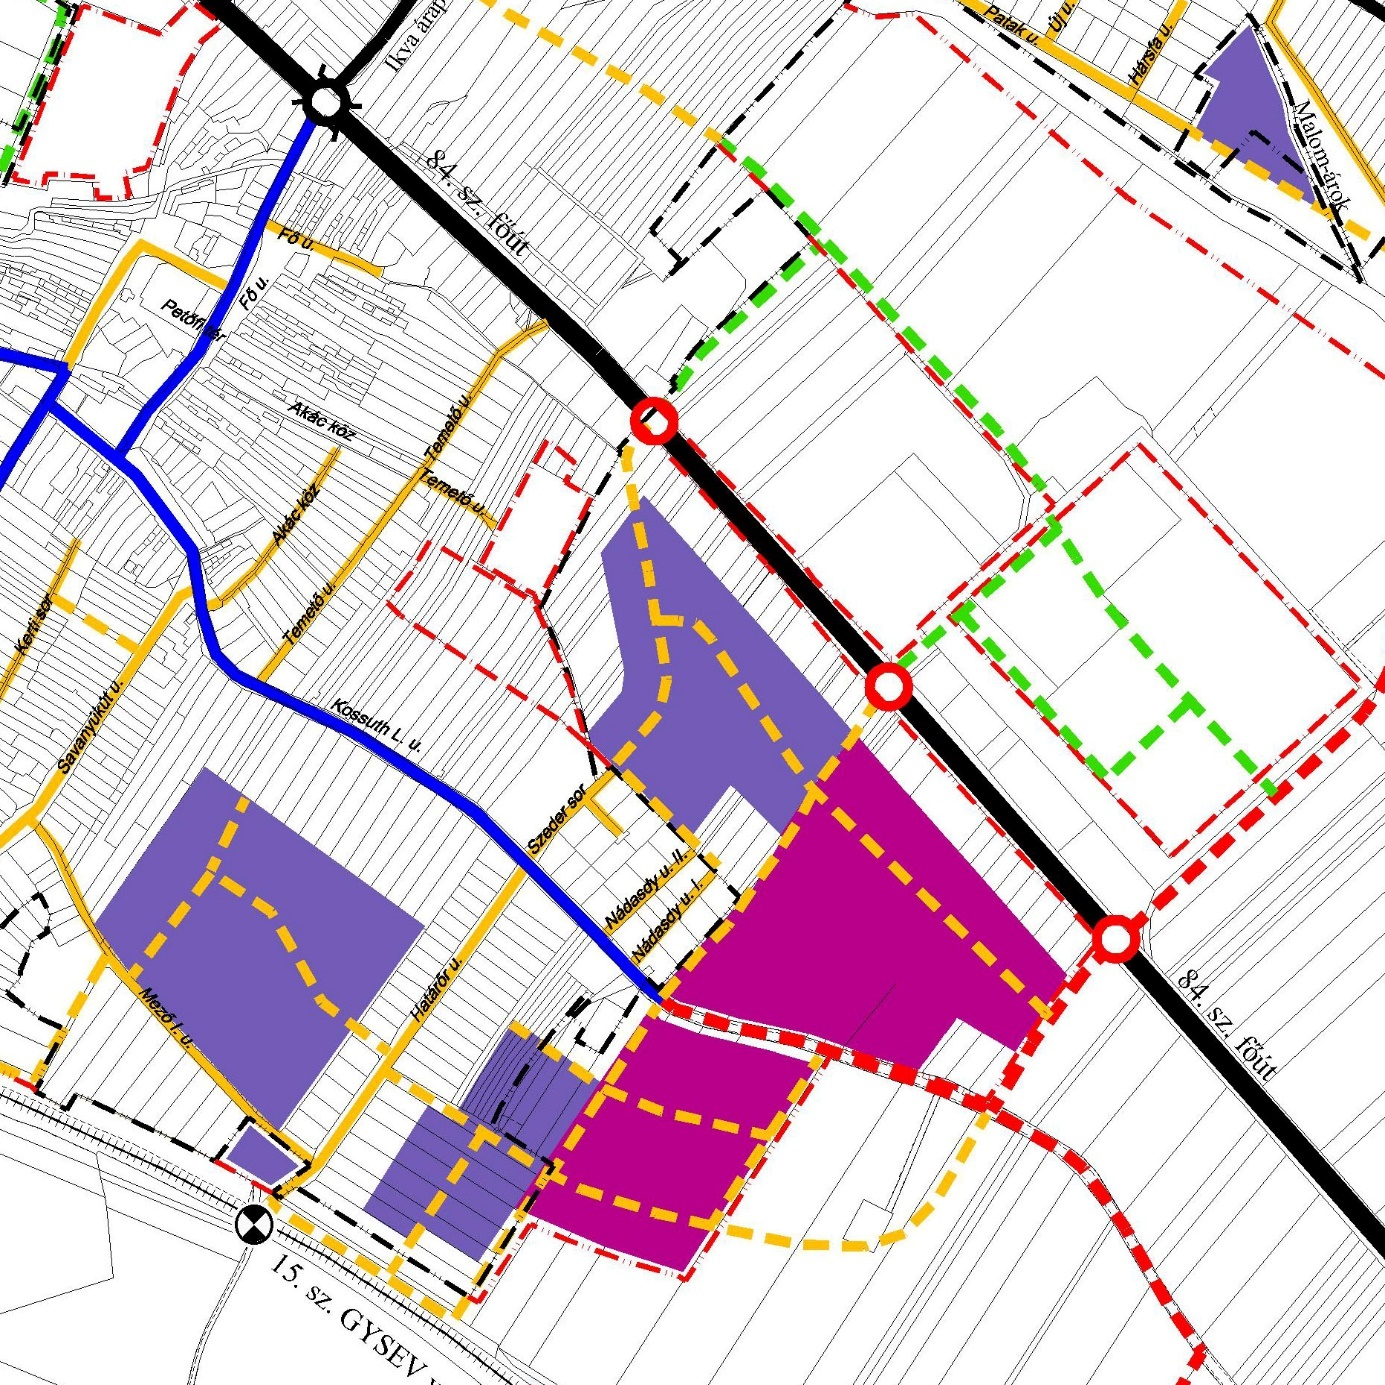 Ikva árap
Patak u.
Új u.
Hársfa u.
Malom-árok
84. sz. főút
Fő u.
Fő u.
Petőfi tér
Akác köz
Temető u.
Temető u.
Akác köz
Temető u.
Kerti sor
Savanyúkút u.
Kossuth L. u.
Szeder sor
Nádasdy u. II.
Nádasdy u. I.
Határőr u.
Mező I. u.
84. sz. főút
15. sz. GYSEV v